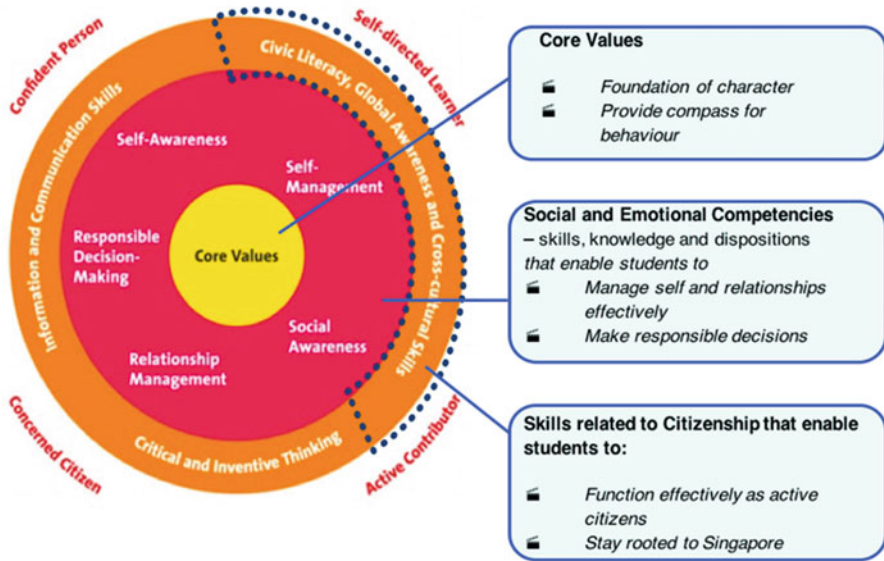 Confident Person
Self-directed Learner
Concerned Citizen
Active Contributor
Civic Literacy, Global Awareness and Cross-cultural Skills
Information and Communication Skills
Critical and Inventive Thinking
Self-Awareness
Self-
Management
Responsible
Decision-
Making
Core Values
Social
Awareness
Relationship
Management
Core Values
Foundation of character
Provide compass for
behaviour
Social and Emotional Competencies
– skills, knowledge and dispositions
that enable students to
Manage self and relationships
effectively
Make responsible decisions
Skills related to Citizenship that enable
students to:
Function effectively as active
citizens
Stay rooted to Singapore